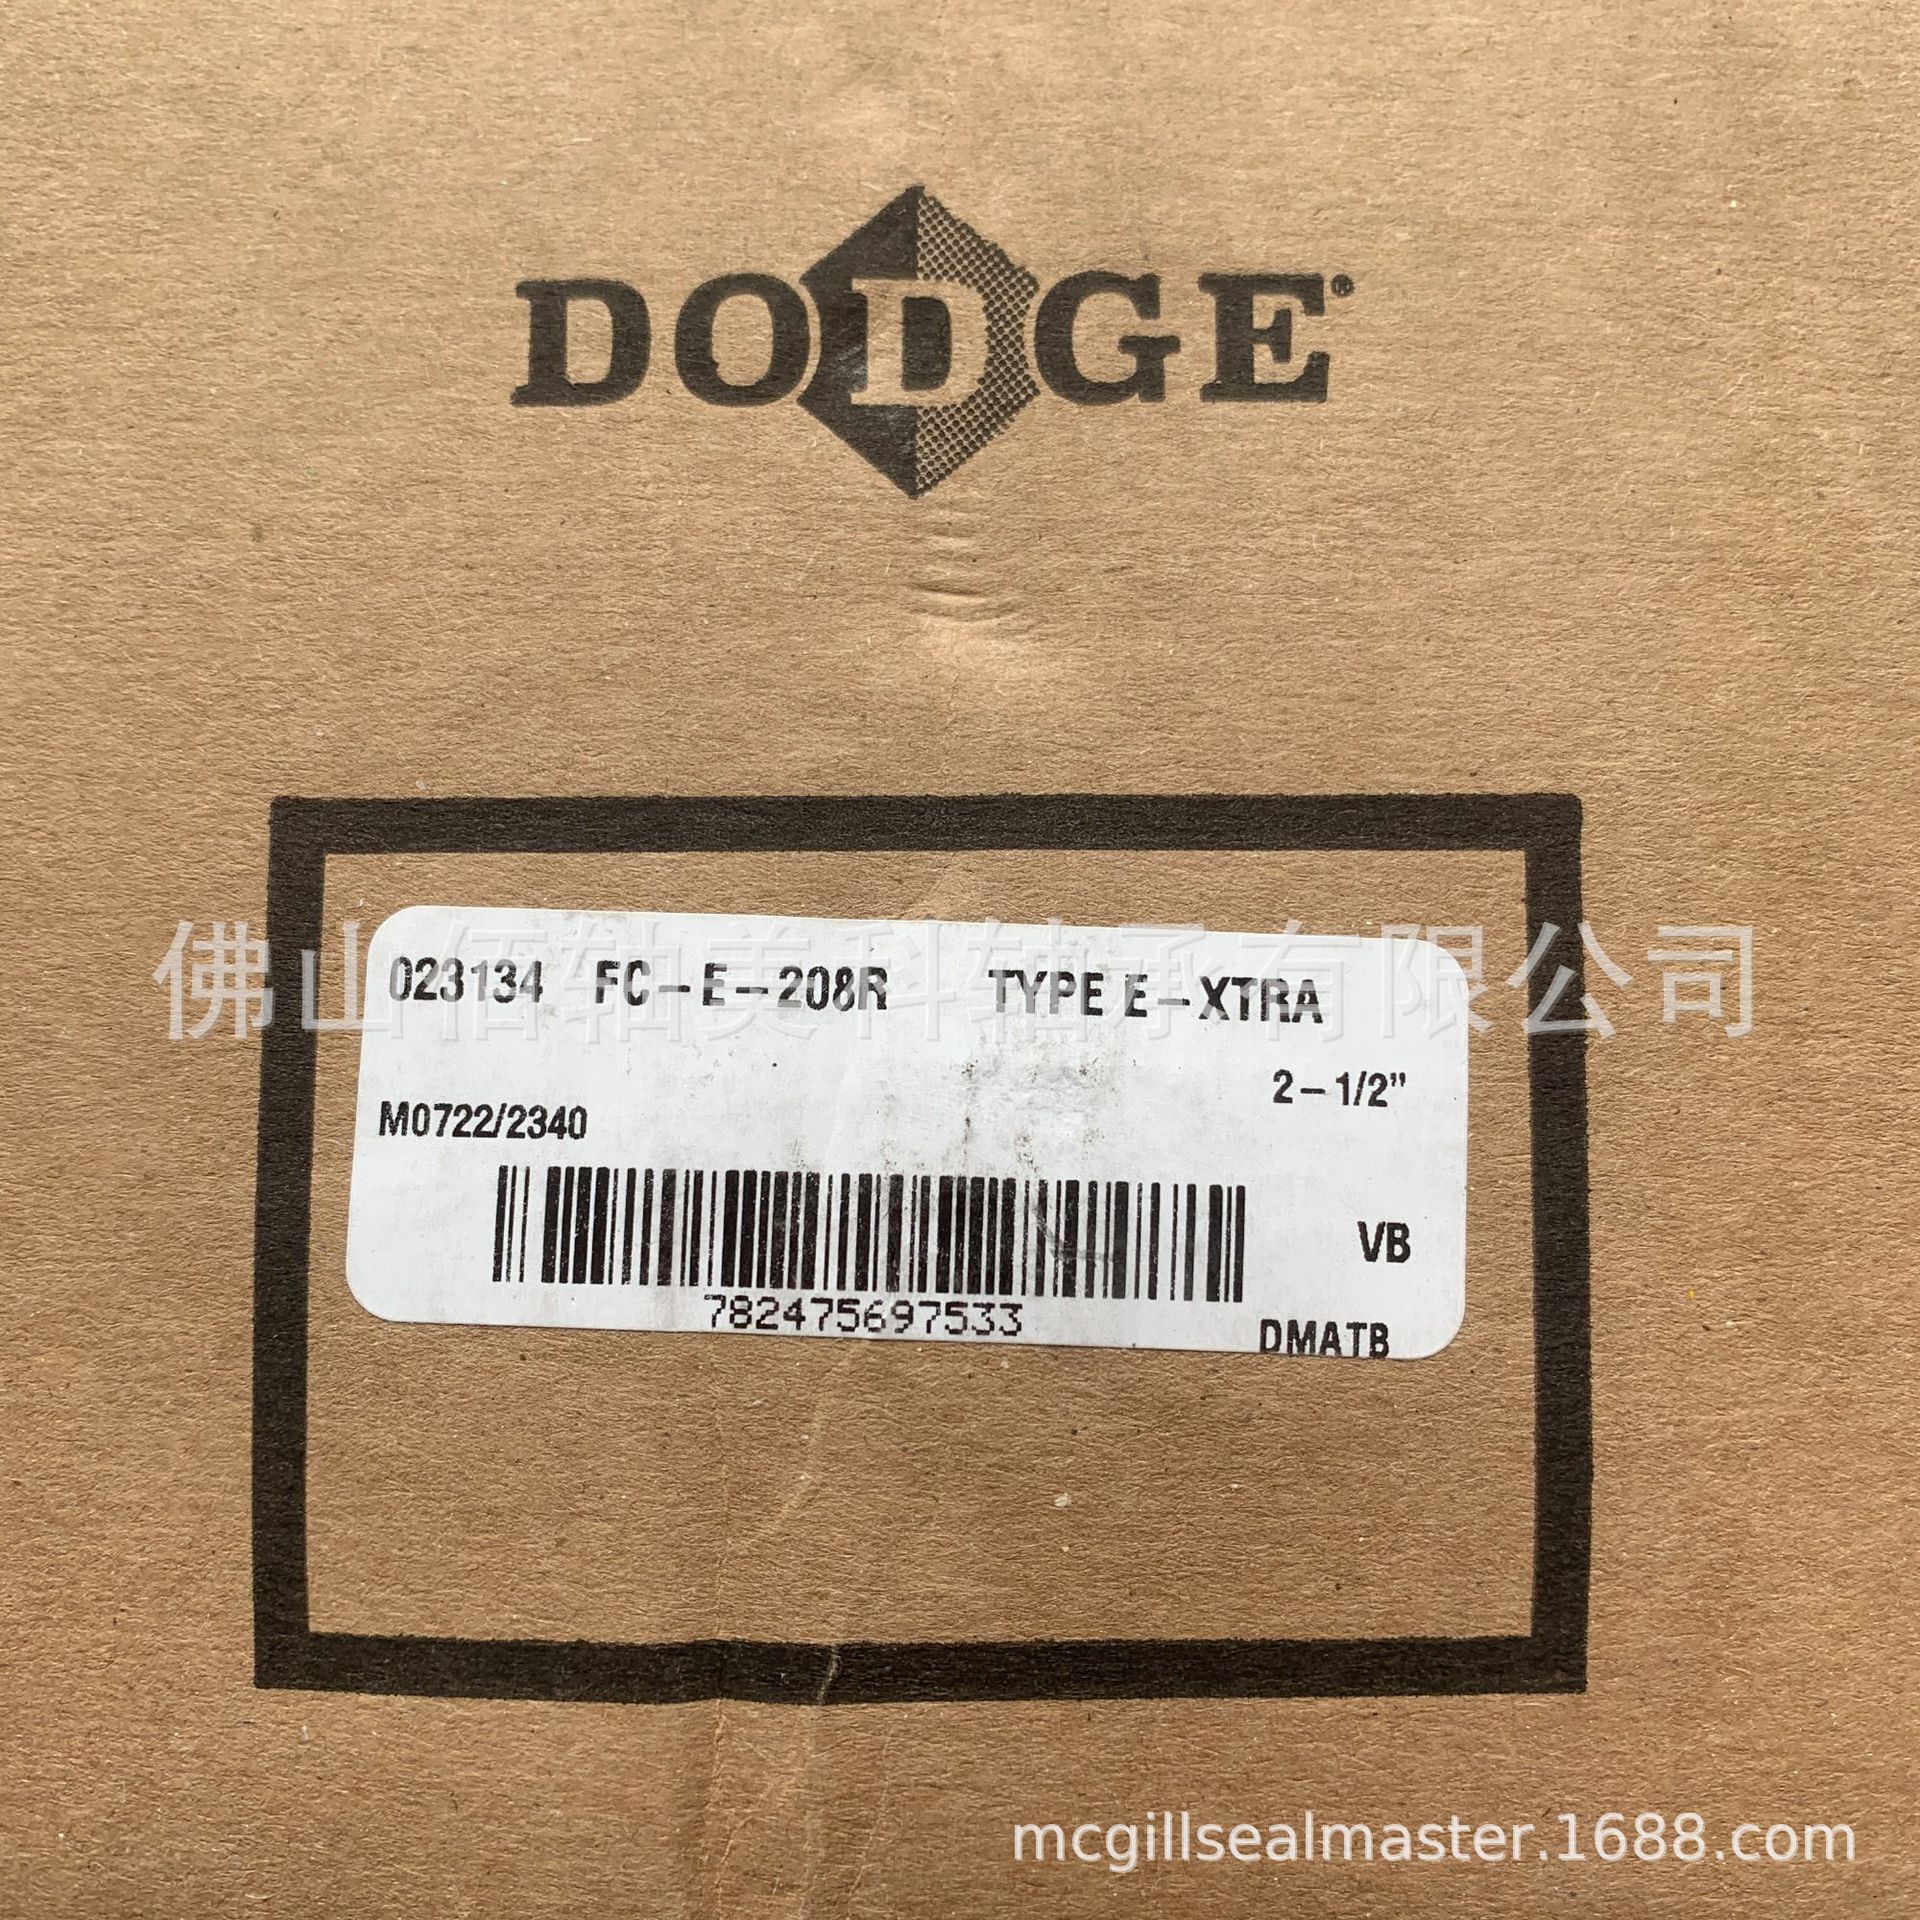 DODGE®
佛山佰轴美科轴承有限公司
023134 FC-E-208R TYPE E-XTRA
2-1/2"
M0722/2340
VB
782475697533
DMATB
mcgillsealmaster.1688.com